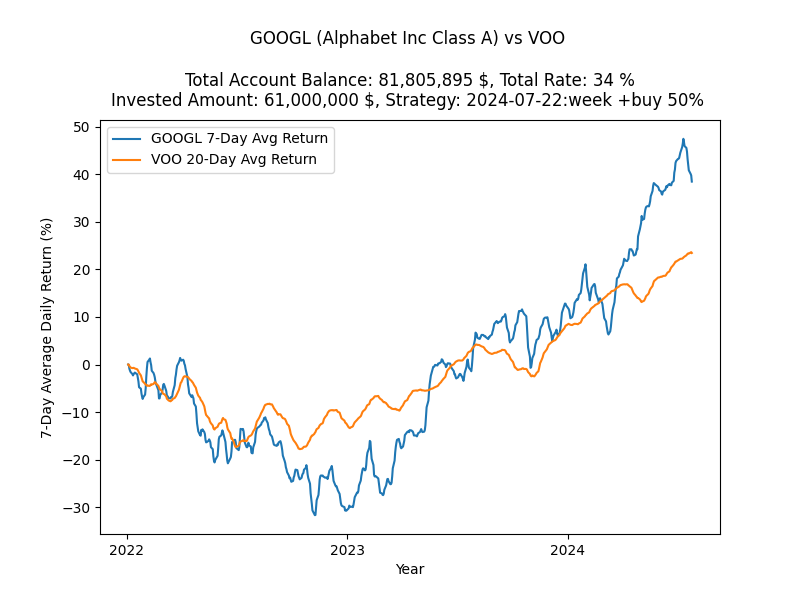 GOOGL (Alphabet Inc Class A) vs VOO
Total Account Balance: 81,805,895 $, Total Rate: 34 %
Invested Amount: 61,000,000 $, Strategy: 2024-07-22:week +buy 50%
GOOGL 7-Day Avg Return
VOO 20-Day Avg Return
7-Day Average Daily Return (%)
50
40
30
20
10
0
−10
−20
−30
2022
2023
2024
Year